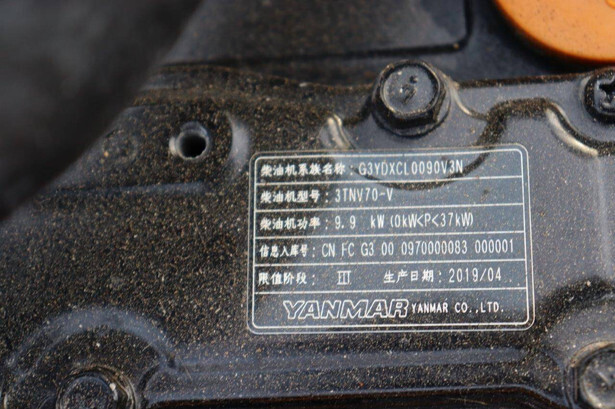 柴油机系族名称: G3YDXCL0090V3N
柴油机型号: 3TNV70-V
柴油机功率: 9.9 kW (0kW<P<37kW)
信息入库号: CN FC G3 00 0970000083 000001
限值阶段: III 生产日期: 2019/04
YANMAR YANMAR CO.,LTD.